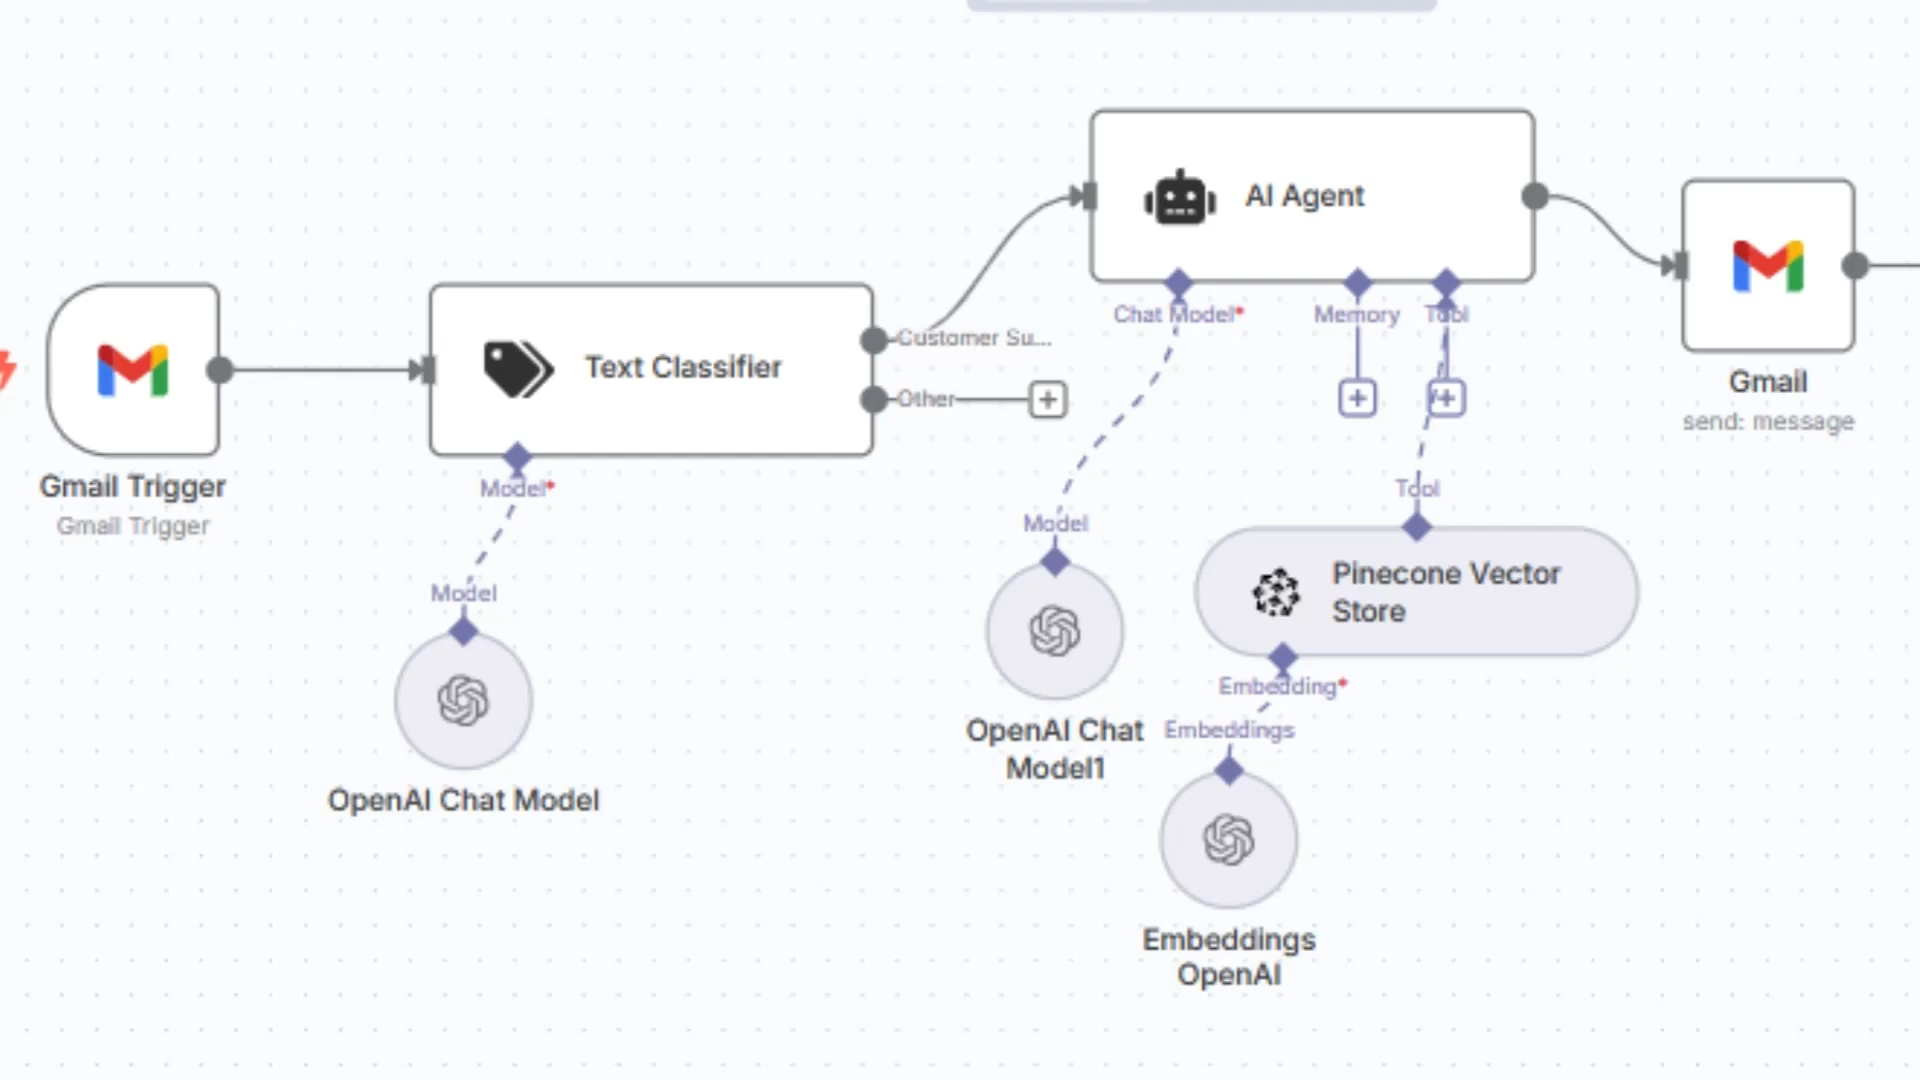 AI Agent
Chat Model*
Memory
Tool
Gmail
send: message
Text Classifier
Customer Su...
Other
Model*
Gmail Trigger
Gmail Trigger
Model
OpenAI Chat Model
Model
OpenAI Chat
Model1
Tool
Pinecone Vector
Store
Embedding*
Embeddings
Embeddings
OpenAI